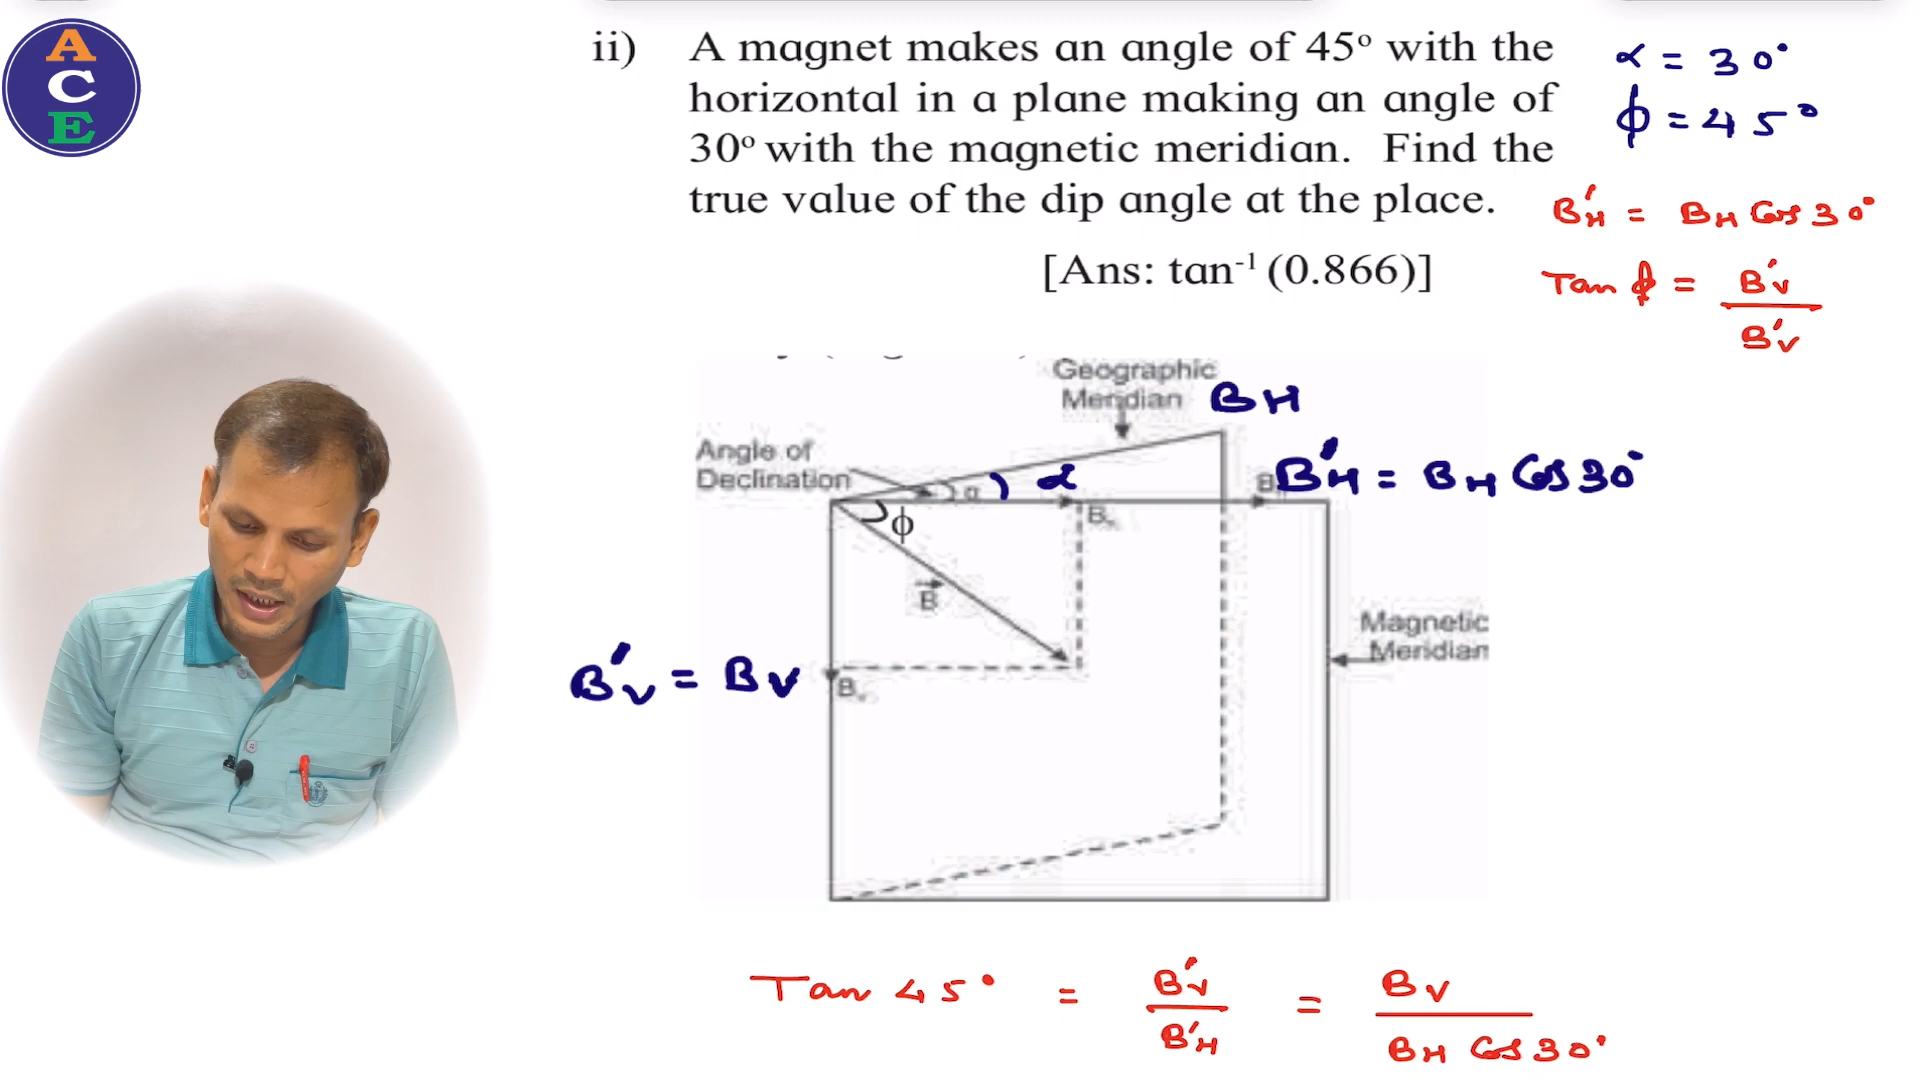 A
C
E
ii) A magnet makes an angle of 45° with the
horizontal in a plane making an angle of
30° with the magnetic meridian. Find the
true value of the dip angle at the place.
[Ans: tan⁻¹ (0.866)]
α = 30°
ϕ = 45°
B'H = BH Cos 30°
Tan ϕ = B'V / B'V
Geographic
Meridian
BH
Angle of
Declination
α
α
B'H = BH Cos 30°
ϕ
B
Magnetic
Meridian
B'V = BV
Tan 45° = B'V / B'H = BV / BH Cos 30°